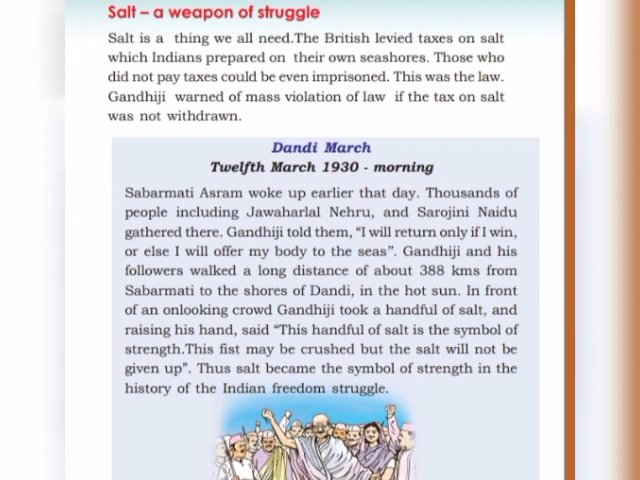 Salt – a weapon of struggle
Salt is a thing we all need.The British levied taxes on salt
which Indians prepared on their own seashores. Those who
did not pay taxes could be even imprisoned. This was the law.
Gandhiji warned of mass violation of law if the tax on salt
was not withdrawn.
Dandi March
Twelfth March 1930 - morning
Sabarmati Asram woke up earlier that day. Thousands of
people including Jawaharlal Nehru, and Sarojini Naidu
gathered there. Gandhiji told them, “I will return only if I win,
or else I will offer my body to the seas”. Gandhiji and his
followers walked a long distance of about 388 kms from
Sabarmati to the shores of Dandi, in the hot sun. In front
of an onlooking crowd Gandhiji took a handful of salt, and
raising his hand, said “This handful of salt is the symbol of
strength.This fist may be crushed but the salt will not be
given up”. Thus salt became the symbol of strength in the
history of the Indian freedom struggle.